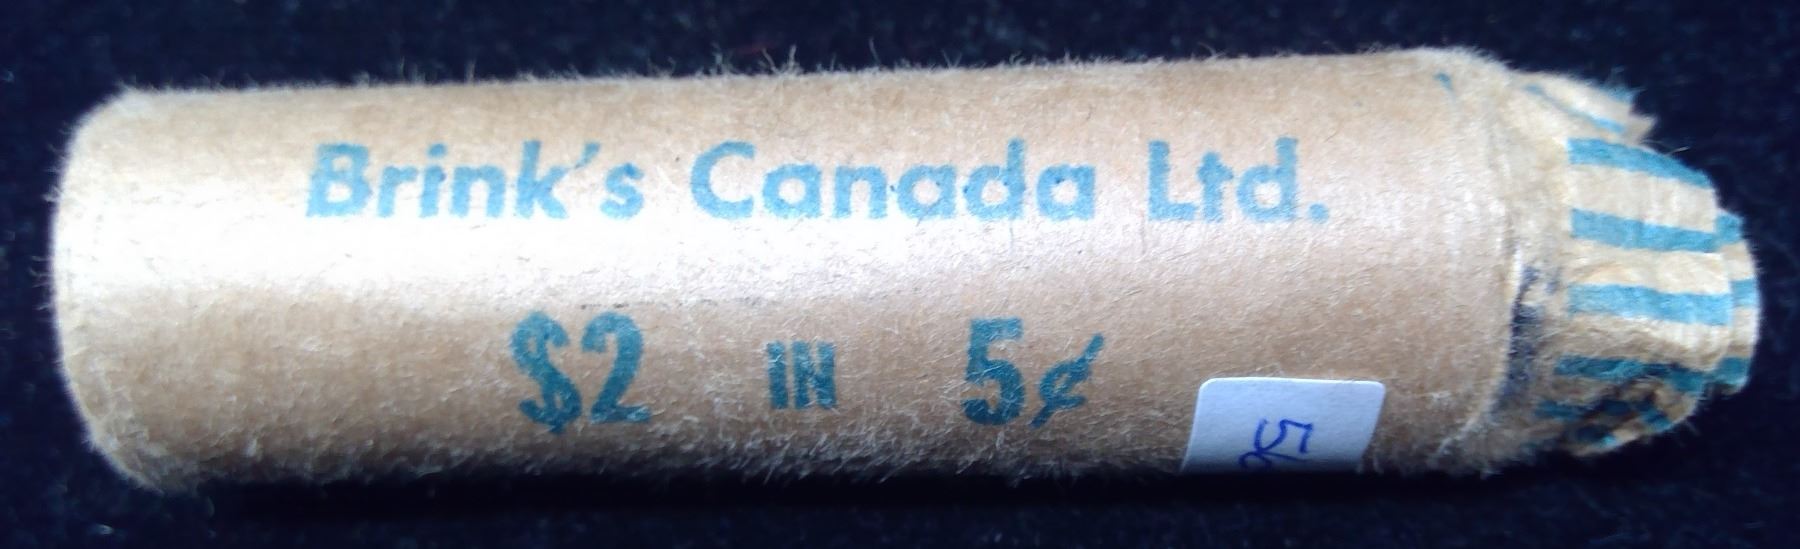 Brink's Canada Ltd.
$2 IN 5¢